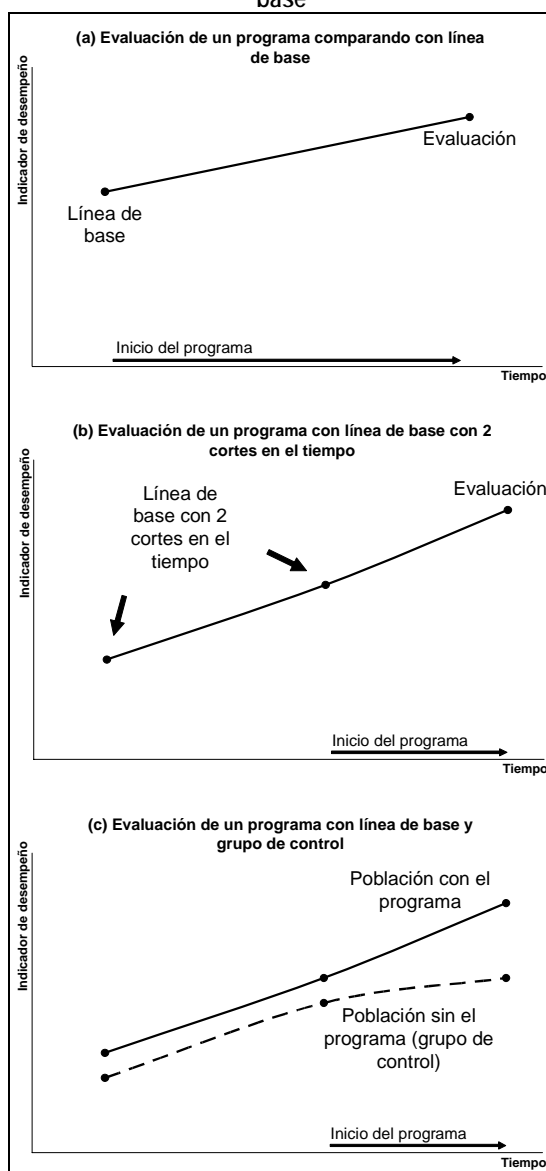 base
(a) Evaluación de un programa comparando con línea
de base
Indicador de desempeño
Evaluación
Línea de
base
Inicio del programa
Tiempo
(b) Evaluación de un programa con línea de base con 2
cortes en el tiempo
Indicador de desempeño
Evaluación
Línea de
base con 2
cortes en el
tiempo
Inicio del programa
Tiempo
(c) Evaluación de un programa con línea de base y
grupo de control
Indicador de desempeño
Población con el
programa
Población sin el
programa (grupo de
control)
Inicio del programa
Tiempo